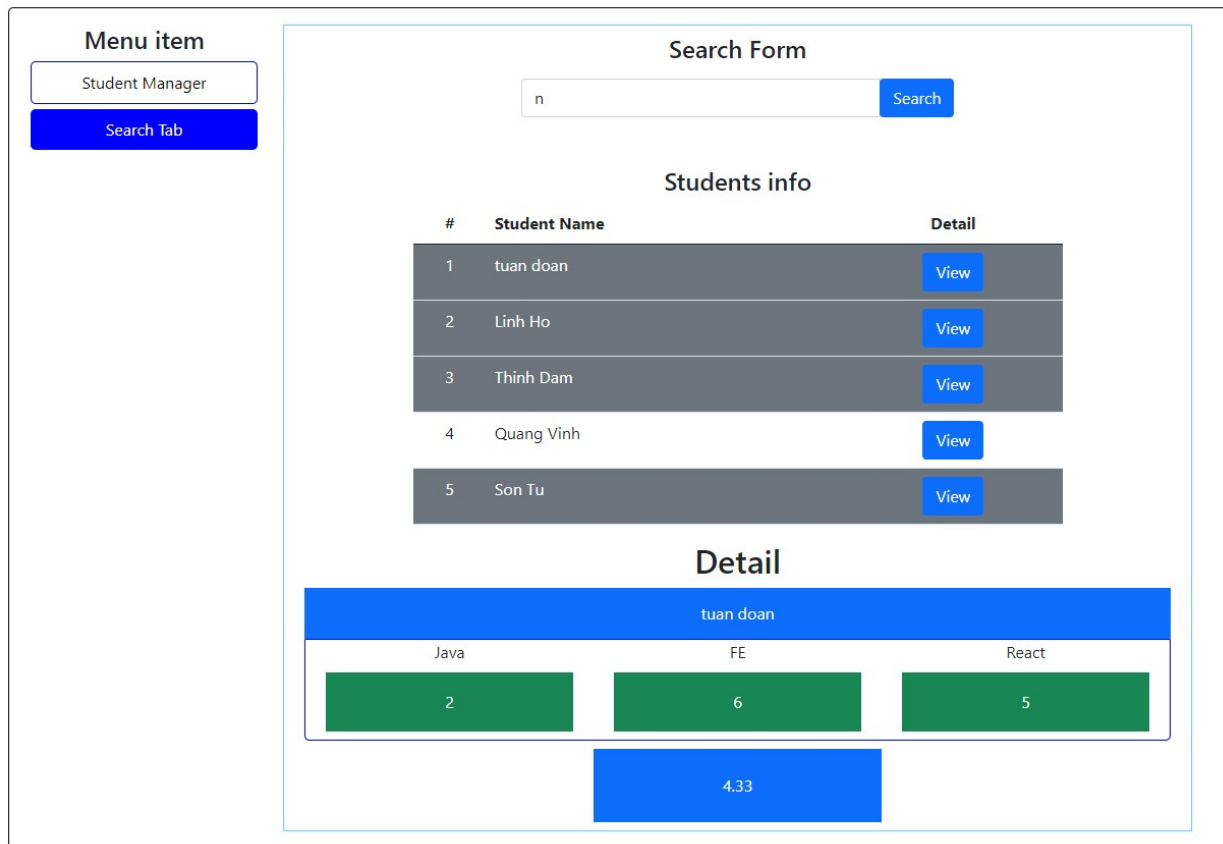 Menu item
Student Manager
Search Tab
Search Form
n Search
Students info
# Student Name Detail
1 tuan doan View
2 Linh Ho View
3 Thinh Dam View
4 Quang Vinh View
5 Son Tu View
Detail
tuan doan
Java FE React
2 6 5
4.33